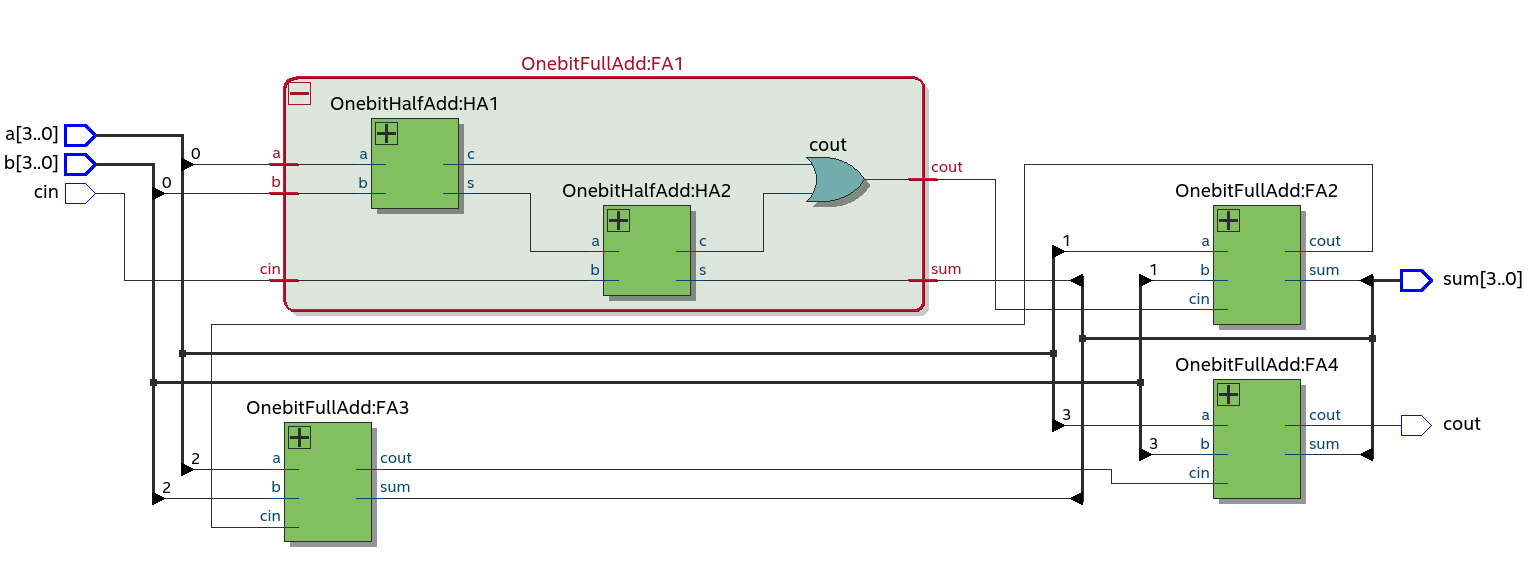 OnebitFullAdd:FA1
OnebitHalfAdd:HA1
a[3..0]
b[3..0]
cin
0
0
a
b
cin
a
b
c
s
OnebitHalfAdd:HA2
a
b
c
s
cout
cout
sum
OnebitFullAdd:FA2
1
1
a
b
cin
cout
sum
sum[3..0]
OnebitFullAdd:FA4
3
3
a
b
cin
cout
sum
cout
OnebitFullAdd:FA3
2
2
a
b
cin
cout
sum